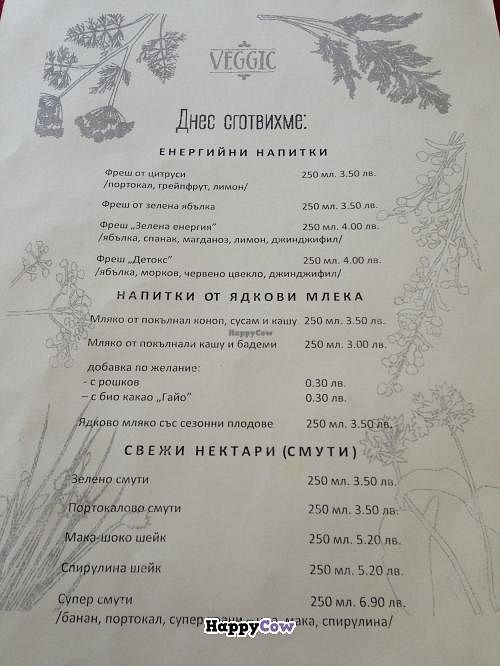 VEGGIC
Днес сготвихме:
ЕНЕРГИЙНИ НАПИТКИ
Фреш от цитруси 250 мл. 3.50 лв.
/портокал, грейпфрут, лимон/
Фреш от зелена ябълка 250 мл. 3.50 лв.
Фреш „Зелена енергия" 250 мл. 4.00 лв.
/ябълка, спанак, магданоз, лимон, джинджифил/
Фреш „Детокс" 250 мл. 4.00 лв.
/ябълка, морков, червено цвекло, джинджифил/
НАПИТКИ ОТ ЯДКОВИ МЛЕКА
Мляко от покълнал коноп, сусам и кашу 250 мл. 3.50 лв.
HappyCow
Мляко от покълнали кашу и бадеми 250 мл. 3.00 лв.
добавка по желание:
- с рошков 0.30 лв.
– с био какао „Гайо" 0.30 лв.
Ядково мляко със сезонни плодове 250 мл. 3.50 лв.
СВЕЖИ НЕКТАРИ (СМУТИ)
Зелено смути 250 мл. 3.50 лв.
Портокалово смути 250 мл. 3.50 лв.
Мака-шоко шейк 250 мл. 5.20 лв.
Спирулина шейк 250 мл. 5.20 лв.
Супер смути 250 мл. 6.90 лв.
/банан, портокал, супер мака, спирулина/
HappyCow